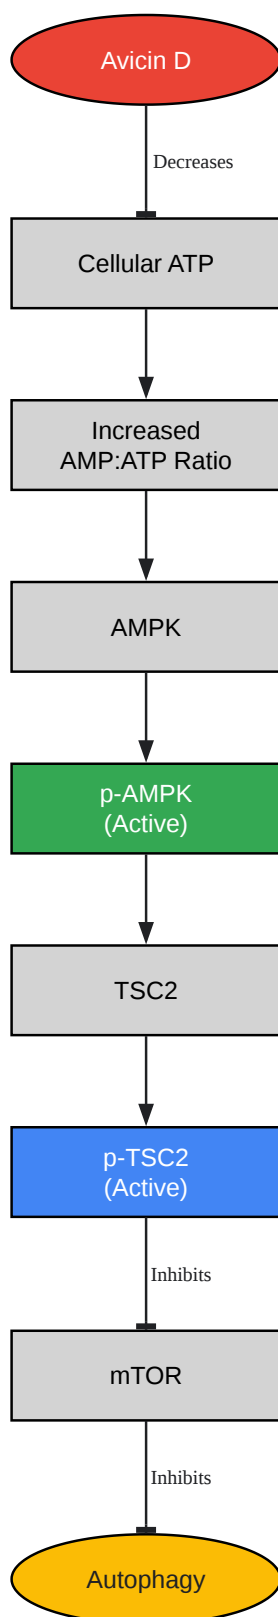 Avicin D
Decreases
Cellular ATP
Increased
AMP:ATP Ratio
AMPK
p-AMPK
(Active)
TSC2
p-TSC2
(Active)
Inhibits
mTOR
Inhibits
Autophagy